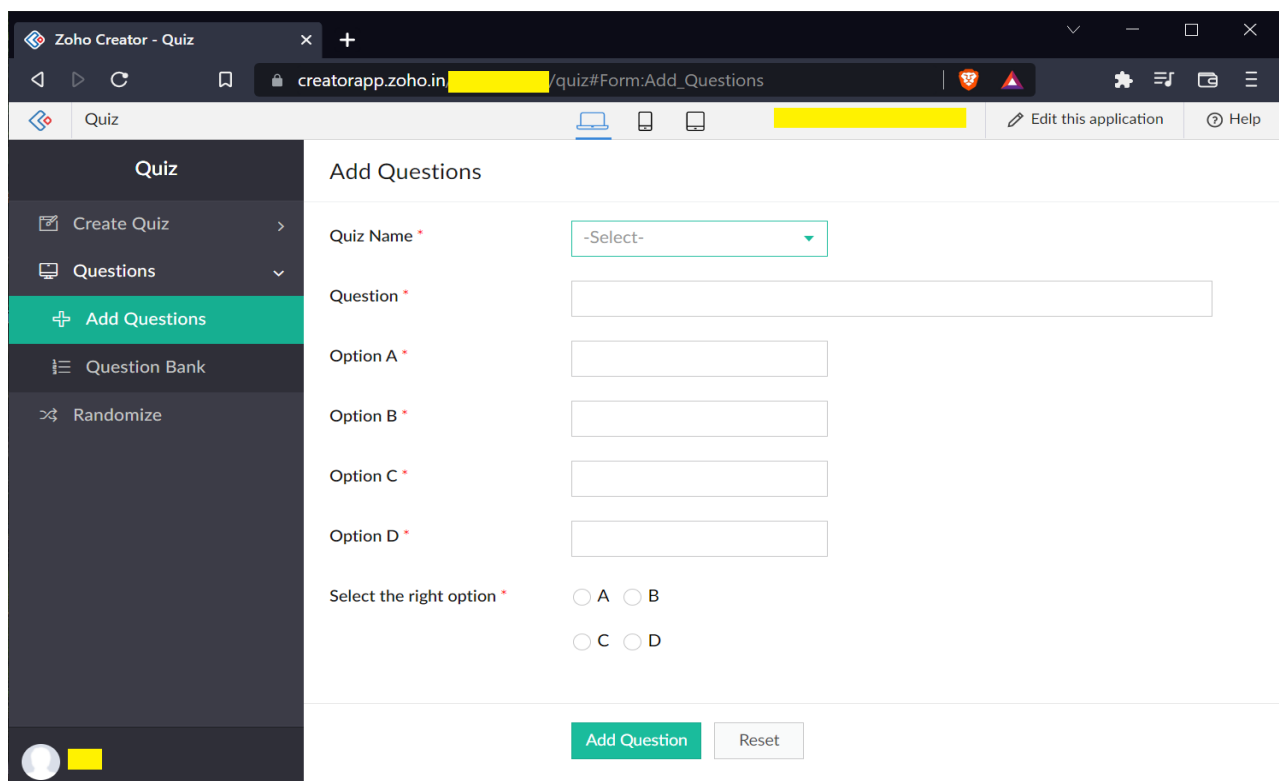 Zoho Creator - Quiz
creatorapp.zoho.in/ /quiz#Form:Add_Questions
Quiz
Edit this application
Help
Quiz
Create Quiz
Questions
Add Questions
Question Bank
Randomize
Add Questions
Quiz Name *
-Select-
Question *
Option A *
Option B *
Option C *
Option D *
Select the right option *
A B
C D
Add Question Reset